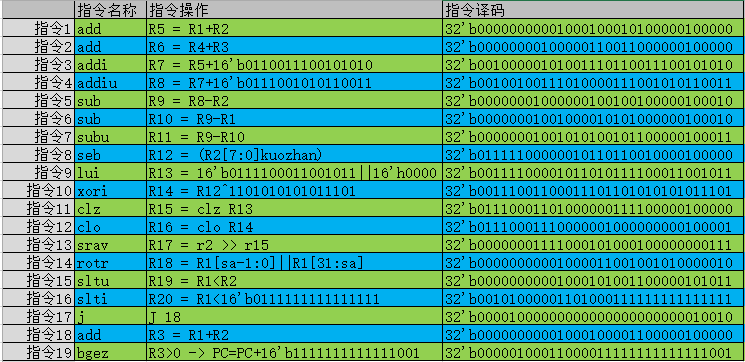 指令名称 指令操作 指令译码
指令1 add R5 = R1+R2 32'b00000000001000100010100000100000
指令2 add R6 = R4+R3 32'b00000000100000110011000000100000
指令3 addi R7 = R5+16'b0110011100101010 32'b00100000101001110110011100101010
指令4 addiu R8 = R7+16'b0111001010110011 32'b00100100111010000111001010110011
指令5 sub R9 = R8-R2 32'b00000001000000100100100000100010
指令6 sub R10 = R9-R1 32'b00000001001000010101000000100010
指令7 subu R11 = R9-R10 32'b00000001001010100101100000100011
指令8 seb R12 = (R2[7:0]kuozhan)
指令9 lui R13 = 16'b0111100011001011||16'h0000 32'b00111100000011010111100011001011
指令10 xori R14 = R12^1101010101011101 32'b00111001100011101101010101011101
指令11 clz R15 = clz R13 32'b01110001101000000111100000100000
指令12 clo R16 = clo R14 32'b01110001110000001000000000100001
指令13 srav R17 = r2 >> r15 32'b00000001111000101000100000000111
指令14 rotr R18 = R1[sa-1:0]||R1[31:sa] 32'b00000000001000011001001010000010
指令15 sltu R19 = R1<R2 32'b00000000001000101001100000101011
指令16 slti R20 = R1<16'b0111111111111111 32'b00101000001101000111111111111111
指令17 j J 18 32'b00001000000000000000000000010010
指令18 add R3 = R1+R2 32'b00000000001000100001100000100000
指令19 bgez R3>0 -> PC=PC+16'b1111111111111001 32'b00000100011000011111111111111001